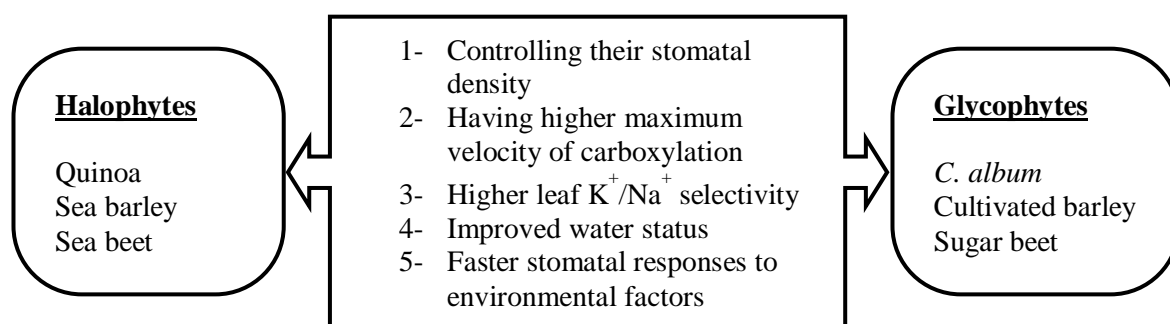 Halophytes
Quinoa
Sea barley
Sea beet
1- Controlling their stomatal
density
2- Having higher maximum
velocity of carboxylation
3- Higher leaf K⁺/Na⁺ selectivity
4- Improved water status
5- Faster stomatal responses to
environmental factors
Glycophytes
C. album
Cultivated barley
Sugar beet